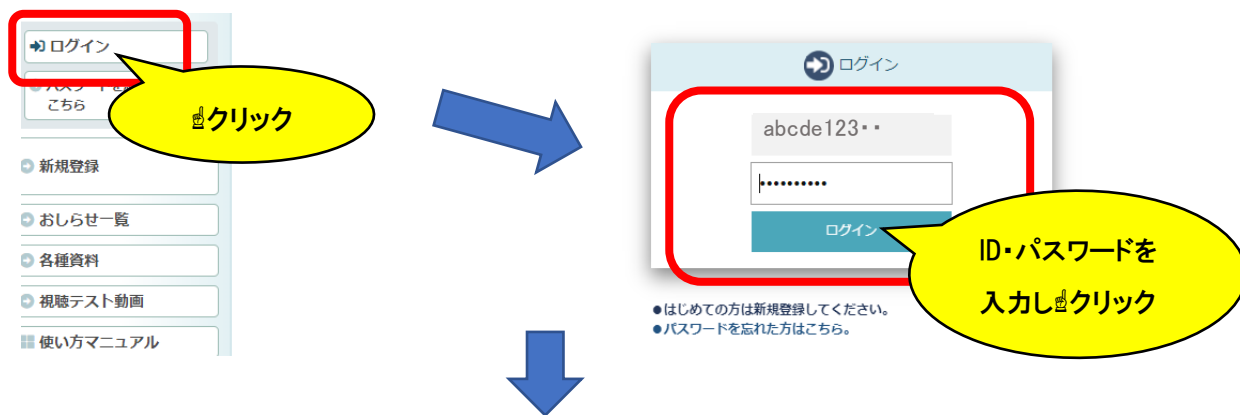 ログイン
こちら
☝クリック
新規登録
おしらせ一覧
各種資料
視聴テスト動画
使い方マニュアル
ログイン
abcde123・・
••••••••••
ログイン
ID・パスワードを
入力し☝クリック
●はじめての方は新規登録してください。
●パスワードを忘れた方はこちら。